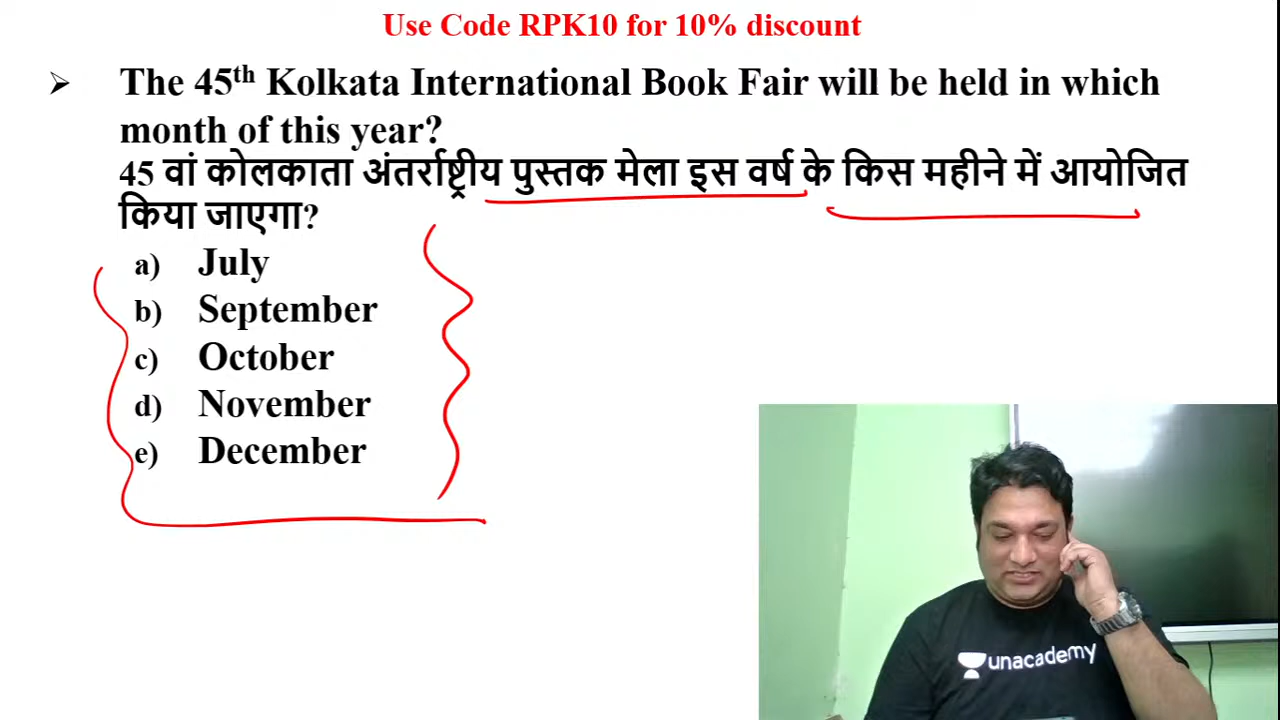 Use Code RPK10 for 10% discount
➢ The 45th Kolkata International Book Fair will be held in which
month of this year?
45 वां कोलकाता अंतर्राष्ट्रीय पुस्तक मेला इस वर्ष के किस महीने में आयोजित
किया जाएगा?
a) July
b) September
c) October
d) November
e) December
unacademy